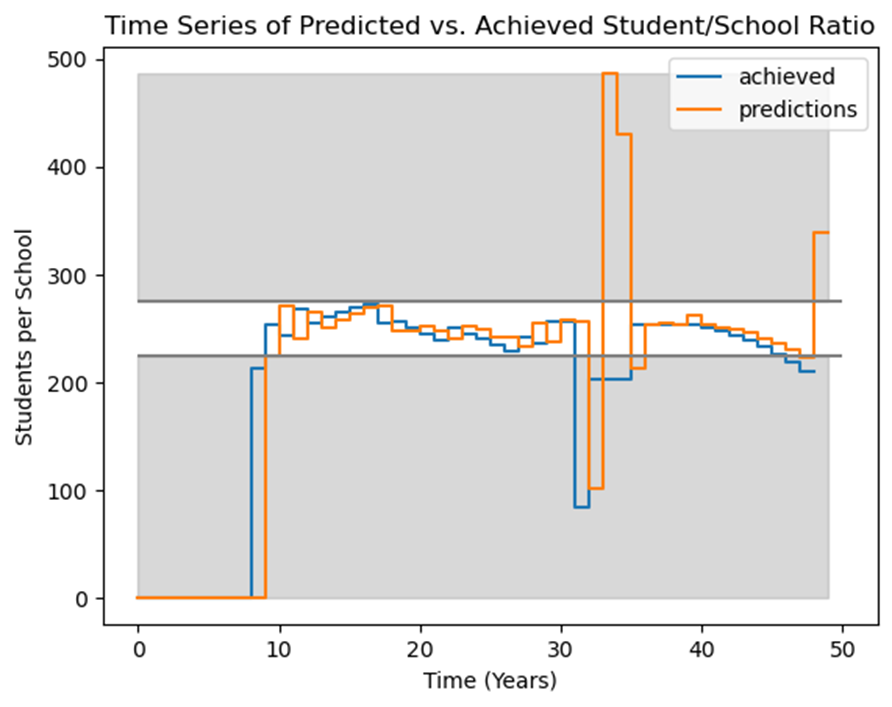 Time Series of Predicted vs. Achieved Student/School Ratio
achieved
predictions
Students per School
500
400
300
200
100
0
0 10 20 30 40 50
Time (Years)